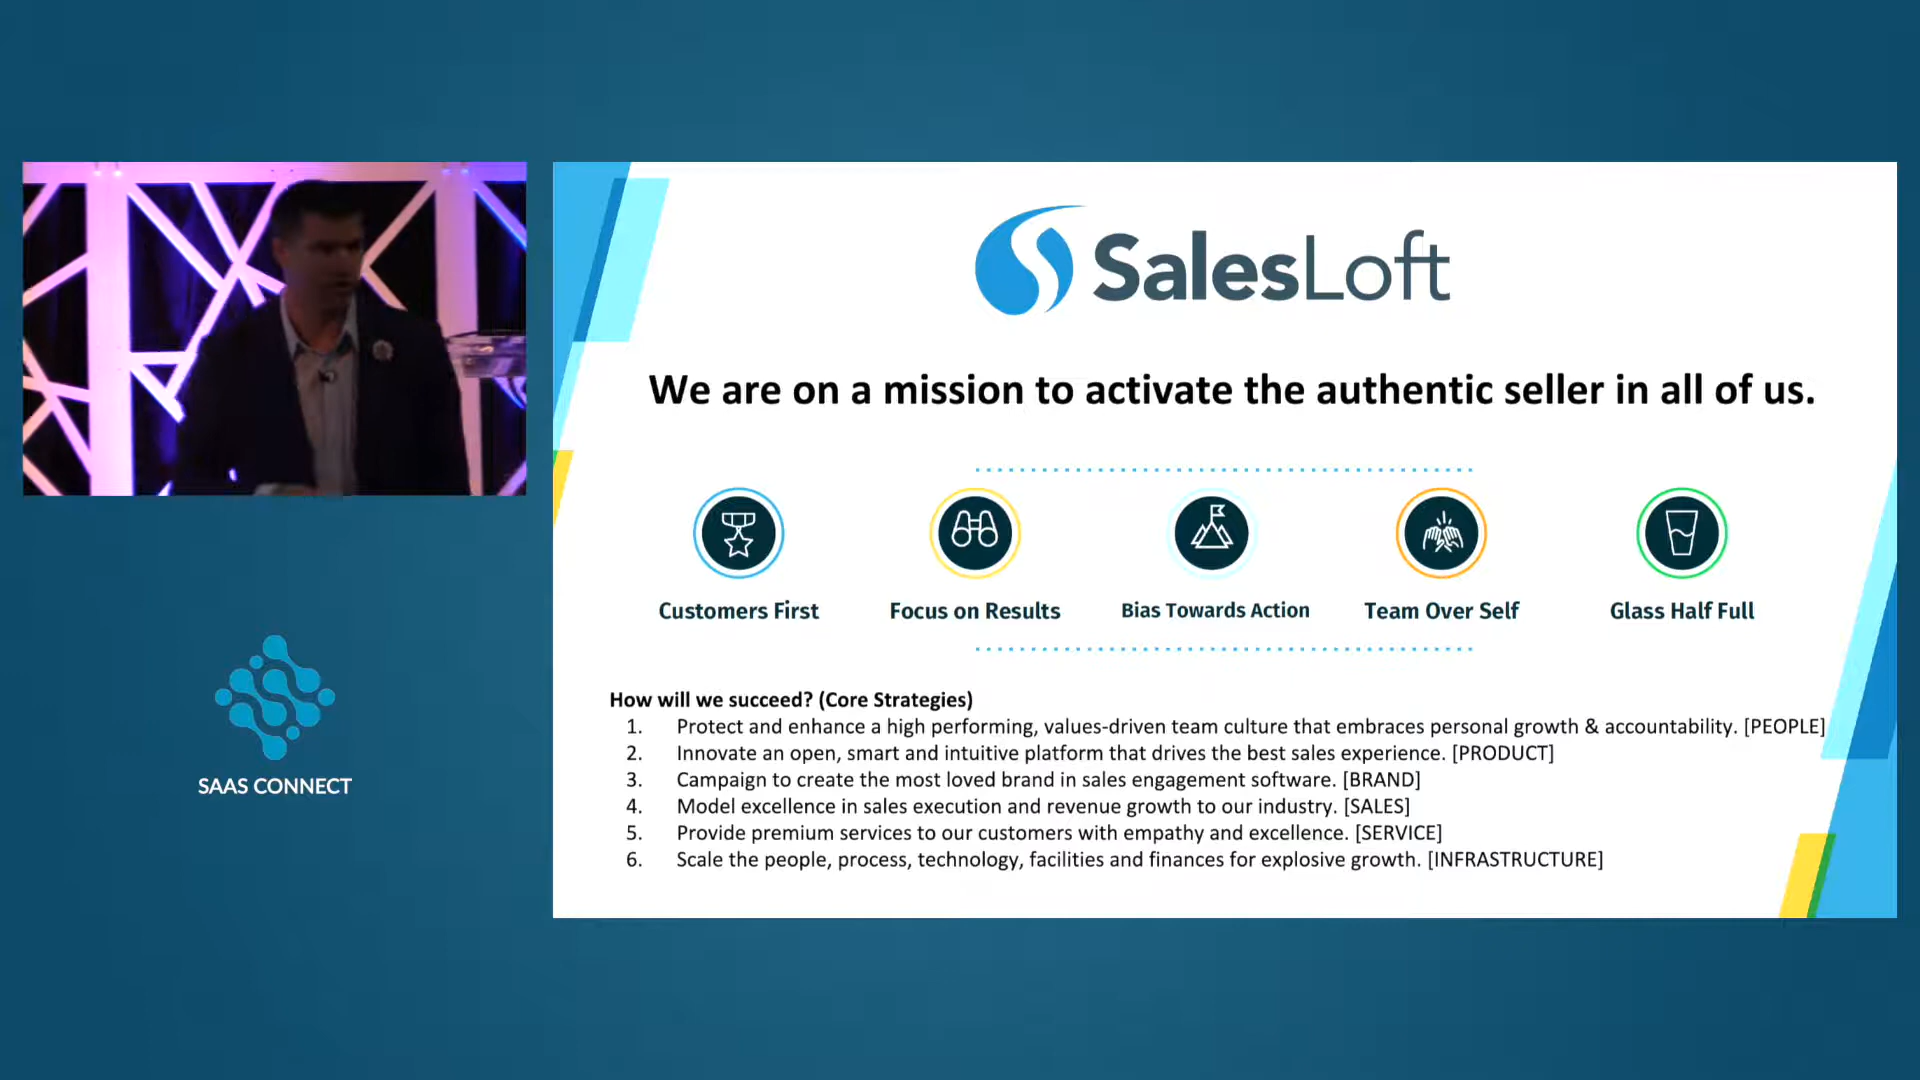 SalesLoft
We are on a mission to activate the authentic seller in all of us.
Customers First
Focus on Results
Bias Towards Action
Team Over Self
Glass Half Full
How will we succeed? (Core Strategies)
1. Protect and enhance a high performing, values-driven team culture that embraces personal growth & accountability. [PEOPLE]
2. Innovate an open, smart and intuitive platform that drives the best sales experience. [PRODUCT]
3. Campaign to create the most loved brand in sales engagement software. [BRAND]
4. Model excellence in sales execution and revenue growth to our industry. [SALES]
5. Provide premium services to our customers with empathy and excellence. [SERVICE]
6. Scale the people, process, technology, facilities and finances for explosive growth. [INFRASTRUCTURE]
SAAS CONNECT